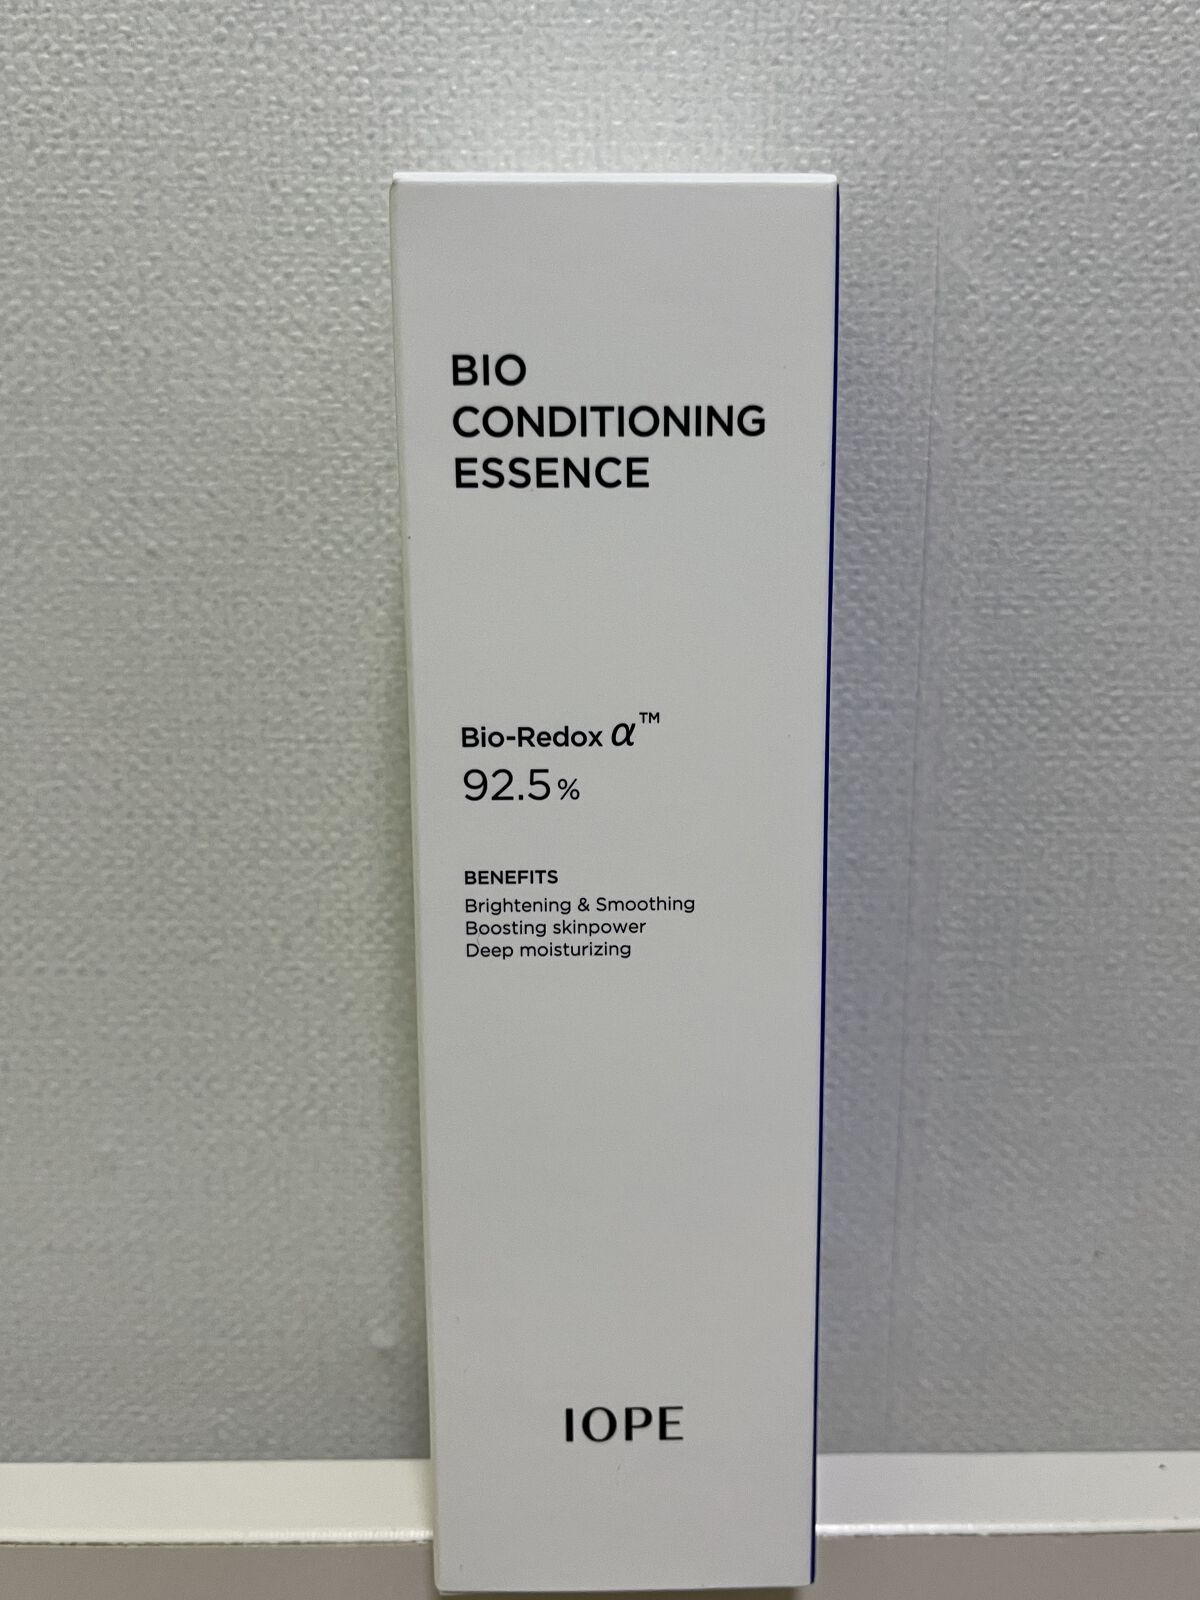 BIO
CONDITIONING
ESSENCE
Bio-Redox α™
92.5%
BENEFITS
Brightening & Smoothing
Boosting skinpower
Deep moisturizing
IOPE